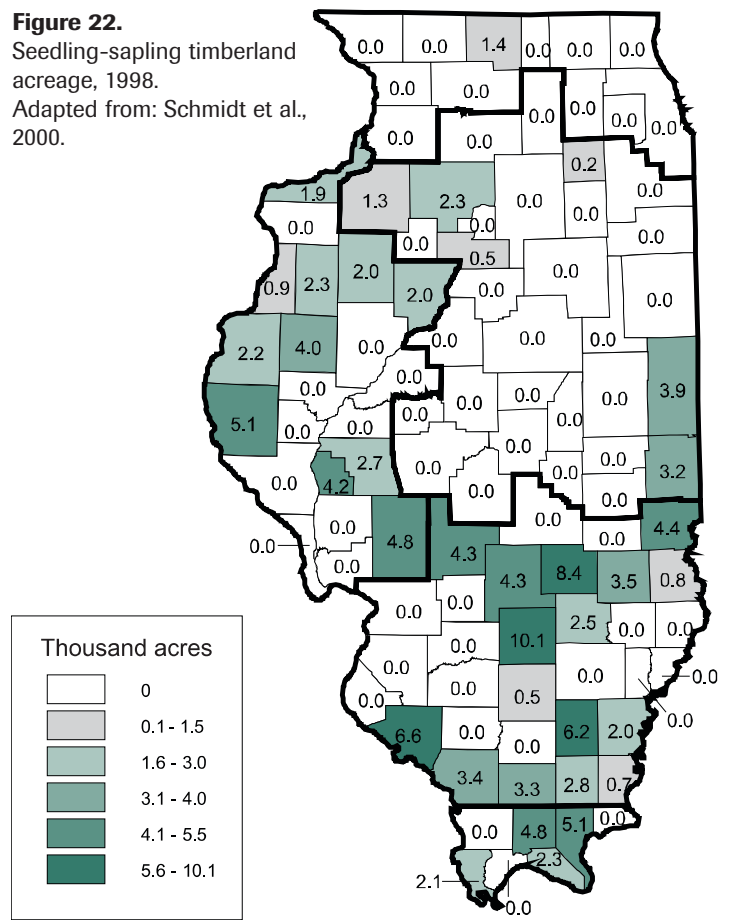 Figure 22.
Seedling-sapling timberland
acreage, 1998.
Adapted from: Schmidt et al.,
2000.
0.0 0.0 1.4 0.0 0.0 0.0
0.0 0.0 0.0 0.0 0.0 0.0
0.0 0.0
0.2
1.9 1.3 2.3 0.0 0.0 0.0
0.0 0.0 0.0 0.0
0.9 2.3 2.0 0.5 0.0
2.0 0.0 0.0
2.2 4.0 0.0 0.0 0.0 0.0
0.0 0.0 0.0 0.0 3.9
5.1 0.0 0.0 0.0 0.0
0.0 4.2 2.7 0.0 0.0 0.0 0.0 3.2
0.0 0.0
0.0 0.0 4.8 4.3 0.0 0.0 4.4
0.0 4.3 8.4 3.5 0.8
0.0 0.0 2.5 0.0 0.0
0.0 10.1
0.0 0.0 0.5 0.0 0.0
0.0 0.0
6.6 0.0 0.0 6.2 2.0
3.4 3.3 2.8 0.7
0.0 4.8 5.1 0.0
2.1 2.3
0.0
Thousand acres
0
0.1 - 1.5
1.6 - 3.0
3.1 - 4.0
4.1 - 5.5
5.6 - 10.1